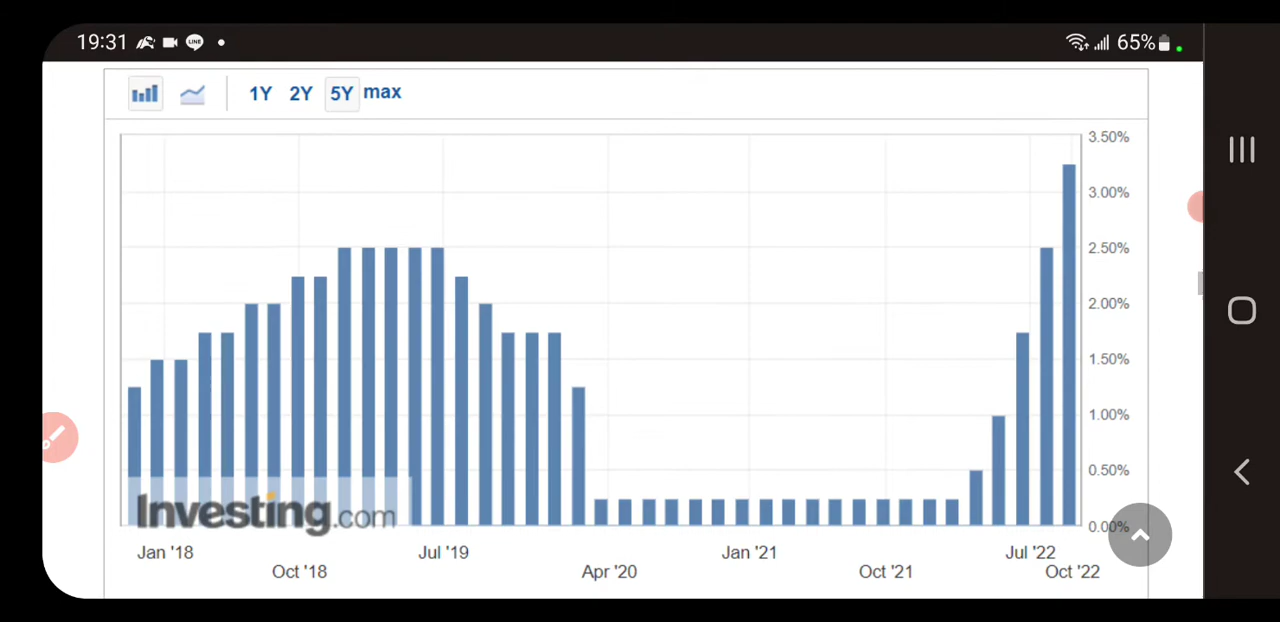 19:31 LINE 65%
1Y 2Y 5Y max
3.50%
3.00%
2.50%
2.00%
1.50%
1.00%
0.50%
0.00%
Investing.com
Jan '18 Jul '19 Jan '21 Jul '22
Oct '18 Apr '20 Oct '21 Oct '22